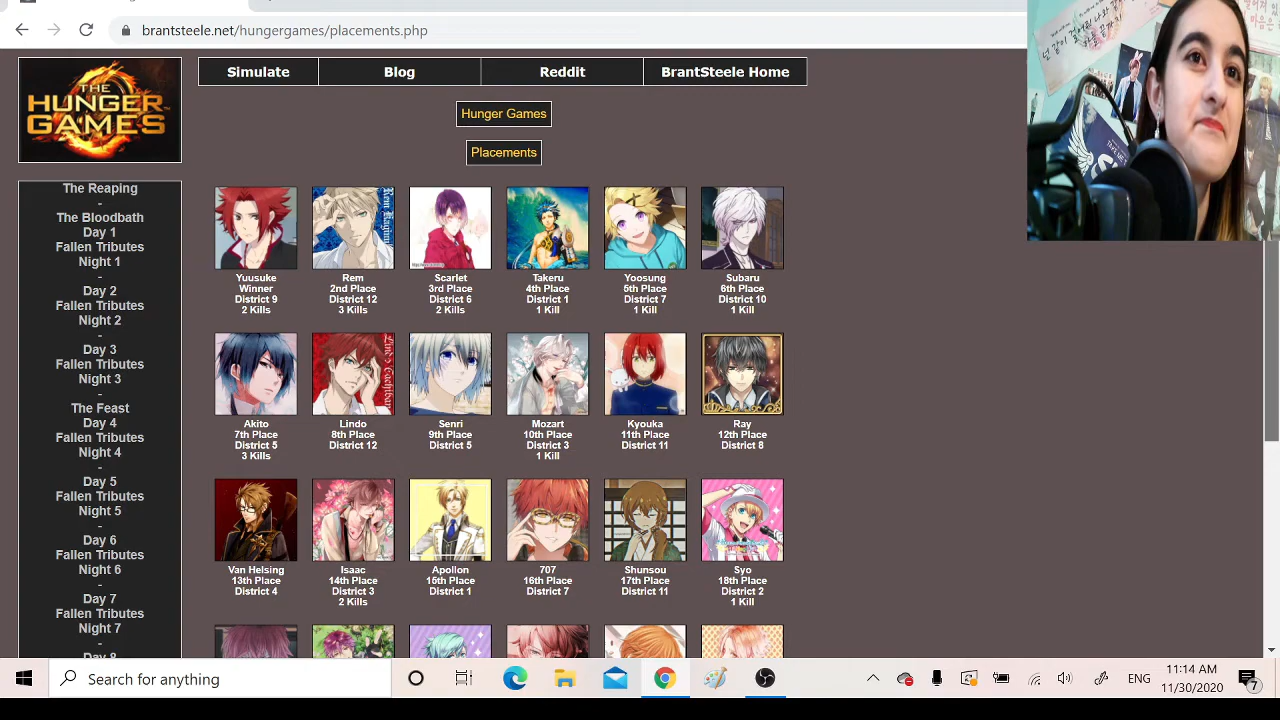 brantsteele.net/hungergames/placements.php
THE
HUNGER
GAMES
Simulate
Blog
Reddit
BrantSteele Home
Hunger Games
Placements
The Reaping
-
The Bloodbath
Day 1
Fallen Tributes
Night 1
-
Day 2
Fallen Tributes
Night 2
-
Day 3
Fallen Tributes
Night 3
-
The Feast
Day 4
Fallen Tributes
Night 4
-
Day 5
Fallen Tributes
Night 5
-
Day 6
Fallen Tributes
Night 6
-
Day 7
Fallen Tributes
Night 7
-
Day 8
Yuusuke
Winner
District 9
2 Kills
Rem Kaginuki
Rem
2nd Place
District 12
3 Kills
Scarlet
3rd Place
District 6
2 Kills
Takeru
4th Place
District 1
1 Kill
Yoosung
5th Place
District 7
1 Kill
Subaru
6th Place
District 10
1 Kill
Akito
7th Place
District 5
3 Kills
Lindo Tachibana
Lindo
8th Place
District 12
Senri
9th Place
District 5
Mozart
10th Place
District 3
1 Kill
Kyouka
11th Place
District 11
Ray
12th Place
District 8
Van Helsing
13th Place
District 4
Isaac
14th Place
District 3
2 Kills
Apollon
15th Place
District 1
707
16th Place
District 7
Shunsou
17th Place
District 11
Syo
18th Place
District 2
1 Kill
Search for anything
ENG
11:14 AM
11/30/2020
7